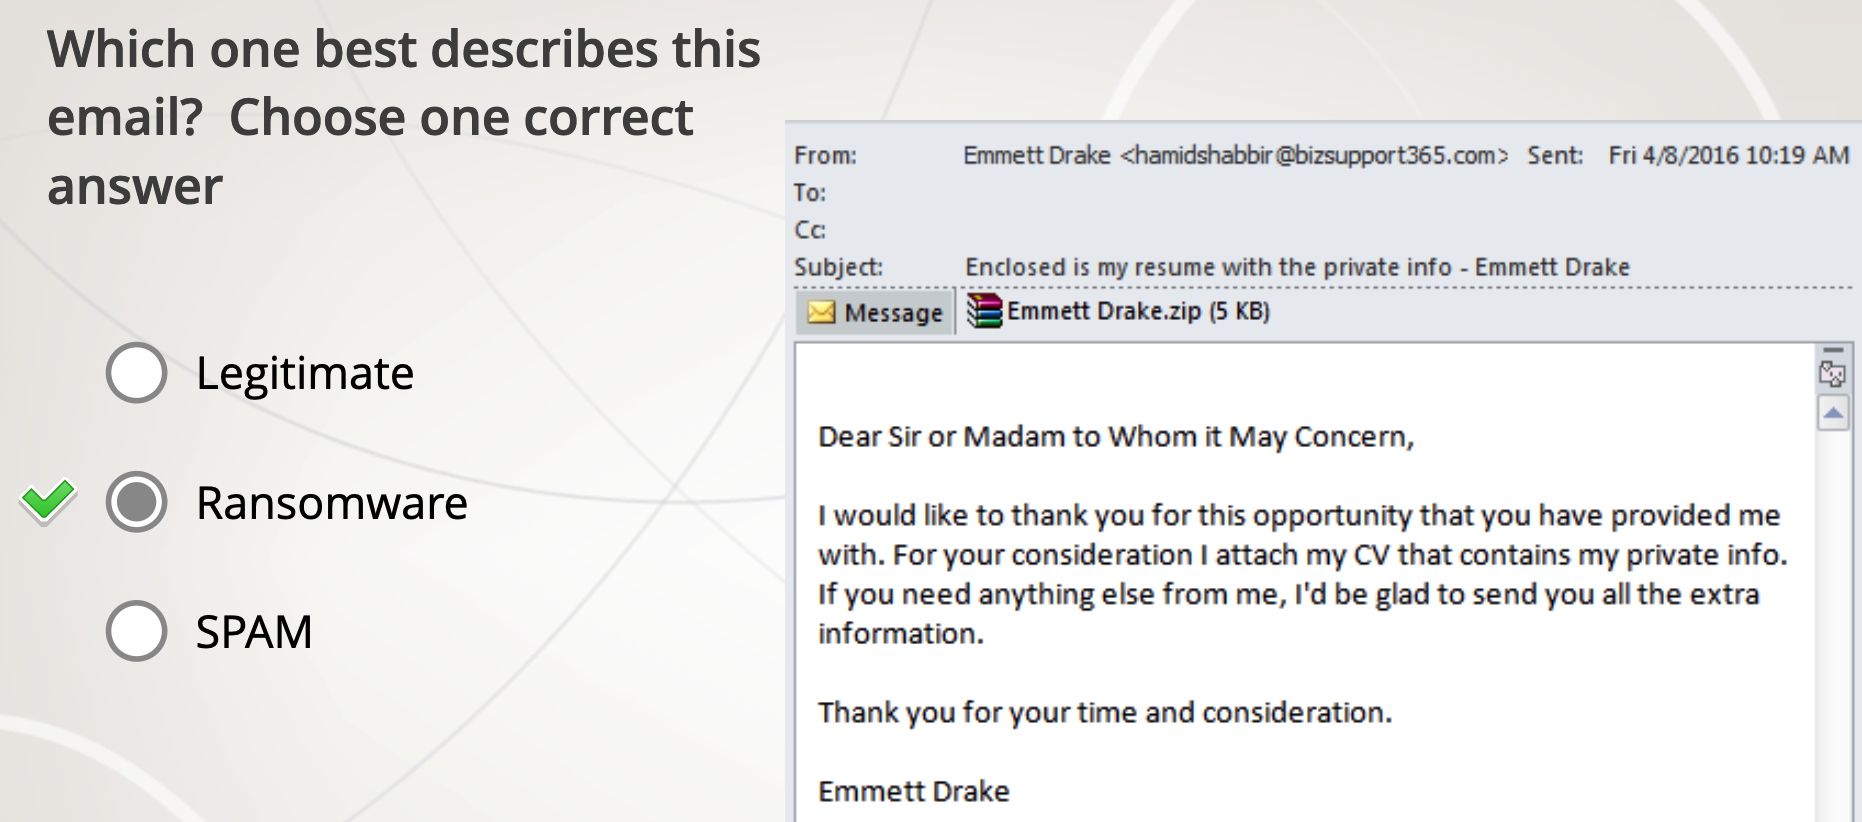 Which one best describes this
email?  Choose one correct
answer
Legitimate
Ransomware
SPAM
From: Emmett Drake <hamidshabbir@bizsupport365.com> Sent: Fri 4/8/2016 10:19 AM
To:
Cc:
Subject: Enclosed is my resume with the private info - Emmett Drake
Message Emmett Drake.zip (5 KB)
Dear Sir or Madam to Whom it May Concern,
I would like to thank you for this opportunity that you have provided me
with. For your consideration I attach my CV that contains my private info.
If you need anything else from me, I'd be glad to send you all the extra
information.
Thank you for your time and consideration.
Emmett Drake